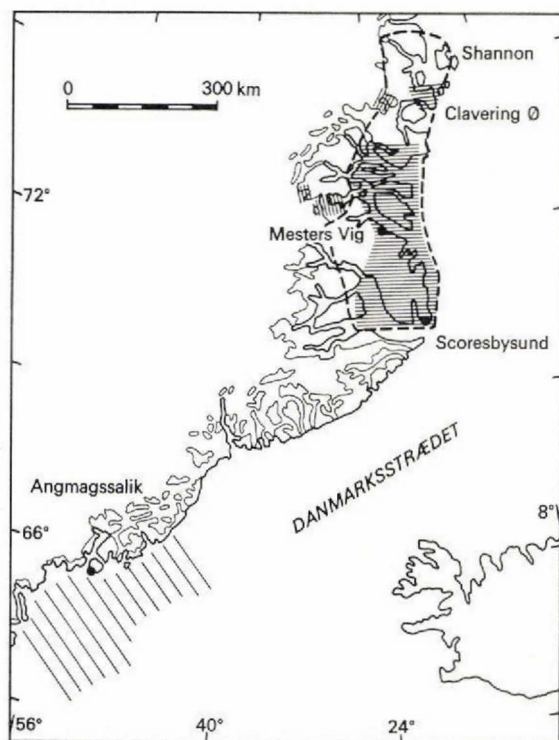 Shannon
0 300 km
Clavering Ø
72°
Mesters Vig
Scoresbysund
DANMARKSSTRÆDET
Angmagssalik
66°
8°
56° 40° 24°